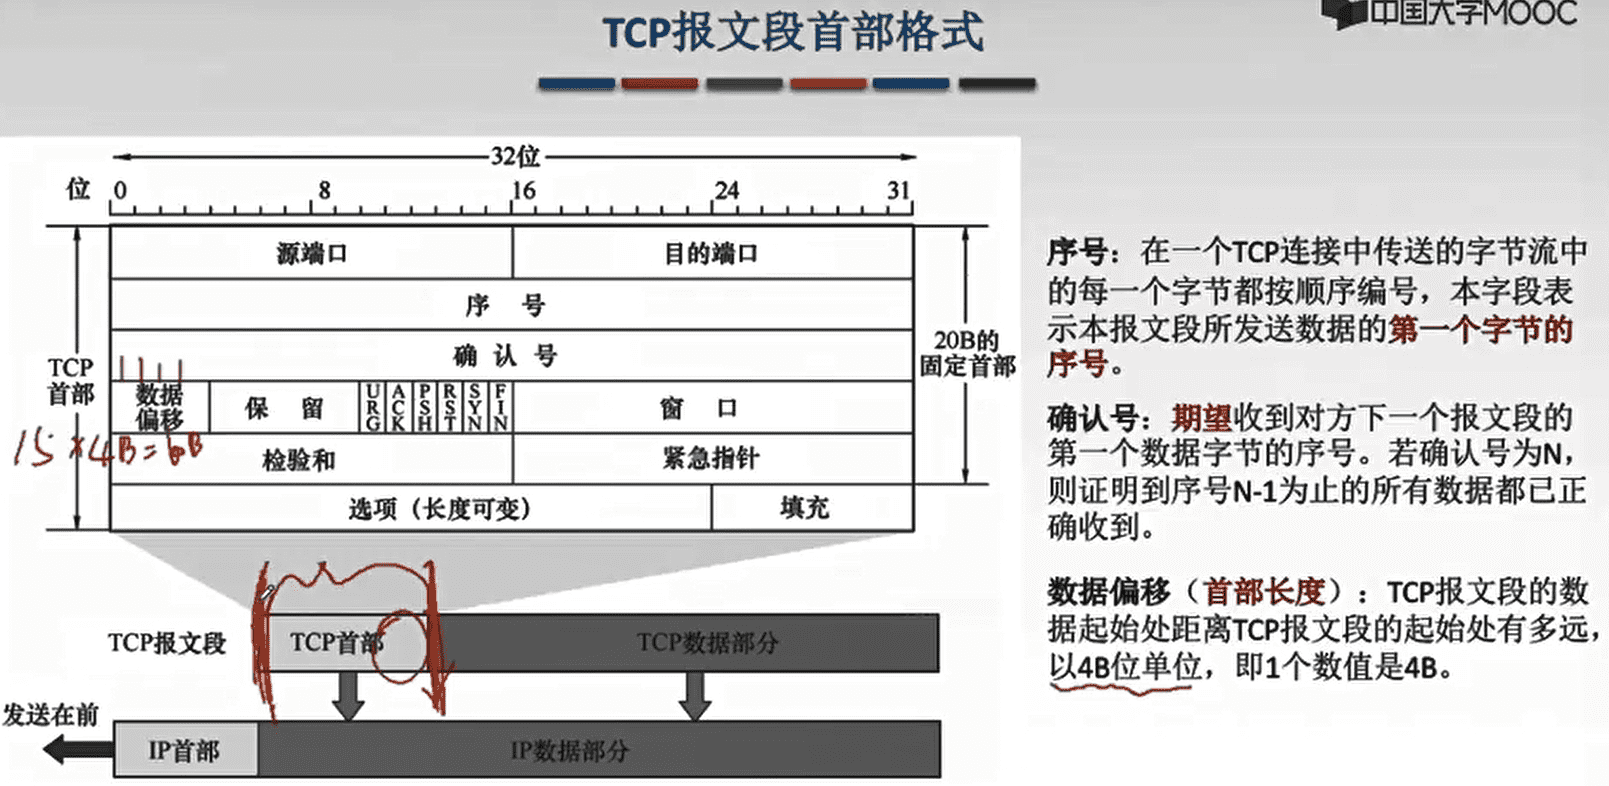 中国大学MOOC
TCP报文段首部格式
32位
位 0 8 16 24 31
源端口 目的端口
序 号
确 认 号
数据偏移 保 留 URG ACK PSH RST SYN FIN 窗 口
检验和 紧急指针
选项（长度可变） 填充
TCP首部
20B的固定首部
15×4B=60B
TCP报文段 TCP首部 TCP数据部分
发送在前
IP首部 IP数据部分
序号：在一个TCP连接中传送的字节流中
的每一个字节都按顺序编号，本字段表
示本报文段所发送数据的第一个字节的
序号。
确认号：期望收到对方下一个报文段的
第一个数据字节的序号。若确认号为N，
则证明到序号N-1为止的所有数据都已正
确收到。
数据偏移（首部长度）：TCP报文段的数
据起始处距离TCP报文段的起始处有多远，
以4B位单位，即1个数值是4B。